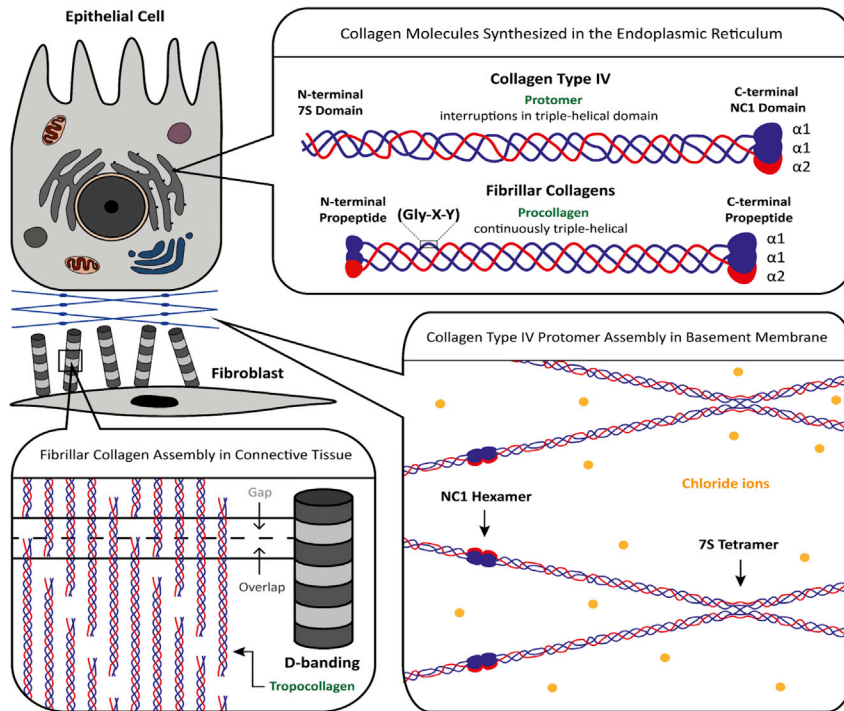 Epithelial Cell
Collagen Molecules Synthesized in the Endoplasmic Reticulum
Collagen Type IV
N-terminal
7S Domain
Protomer
interruptions in triple-helical domain
C-terminal
NC1 Domain
α1
α1
α2
Fibrillar Collagens
N-terminal
Propeptide
(Gly-X-Y)
Procollagen
continuously triple-helical
C-terminal
Propeptide
α1
α1
α2
Fibroblast
Collagen Type IV Protomer Assembly in Basement Membrane
Chloride ions
NC1 Hexamer
7S Tetramer
Fibrillar Collagen Assembly in Connective Tissue
Gap
Overlap
D-banding
Tropocollagen